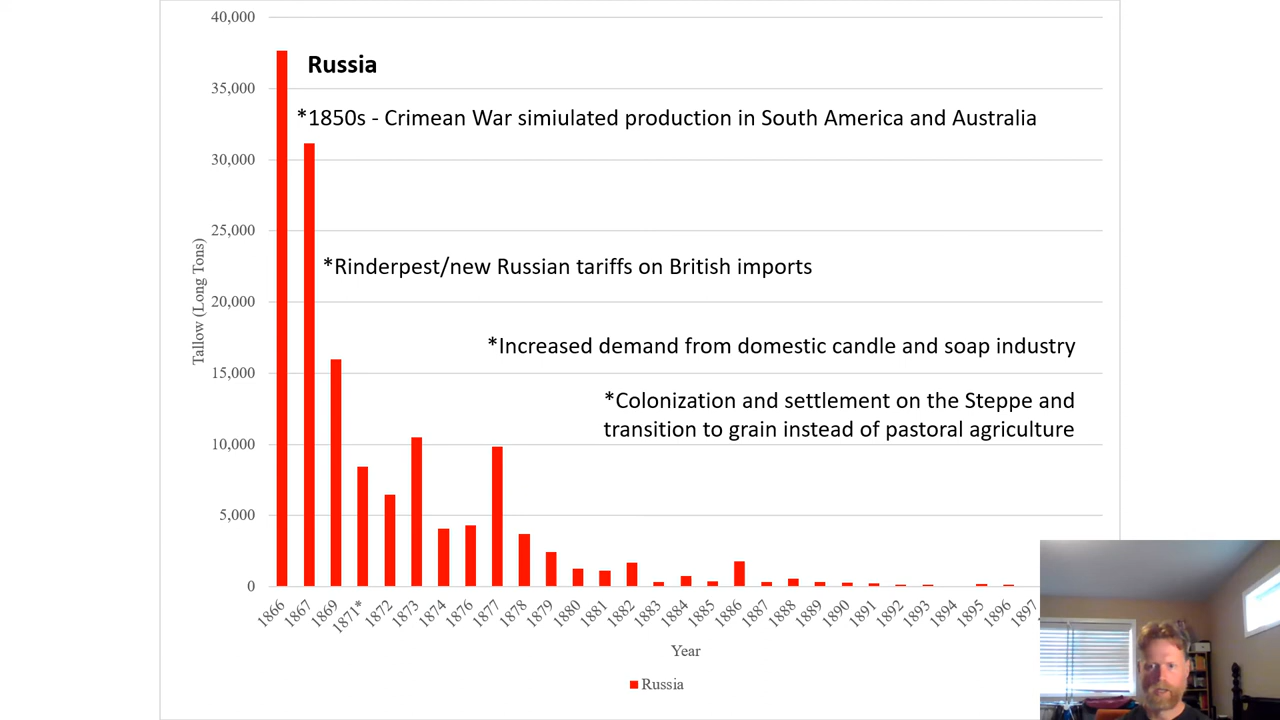 40,000
Russia
35,000
*1850s - Crimean War simiulated production in South America and Australia
30,000
25,000
*Rinderpest/new Russian tariffs on British imports
20,000
*Increased demand from domestic candle and soap industry
15,000
*Colonization and settlement on the Steppe and
transition to grain instead of pastoral agriculture
10,000
5,000
0
Tallow (Long Tons)
1866 1867 1869 1871* 1872 1873 1874 1876 1877 1878 1879 1880 1881 1882 1883 1884 1885 1886 1887 1888 1889 1890 1891 1892 1893 1894 1895 1896 1897
Year
Russia